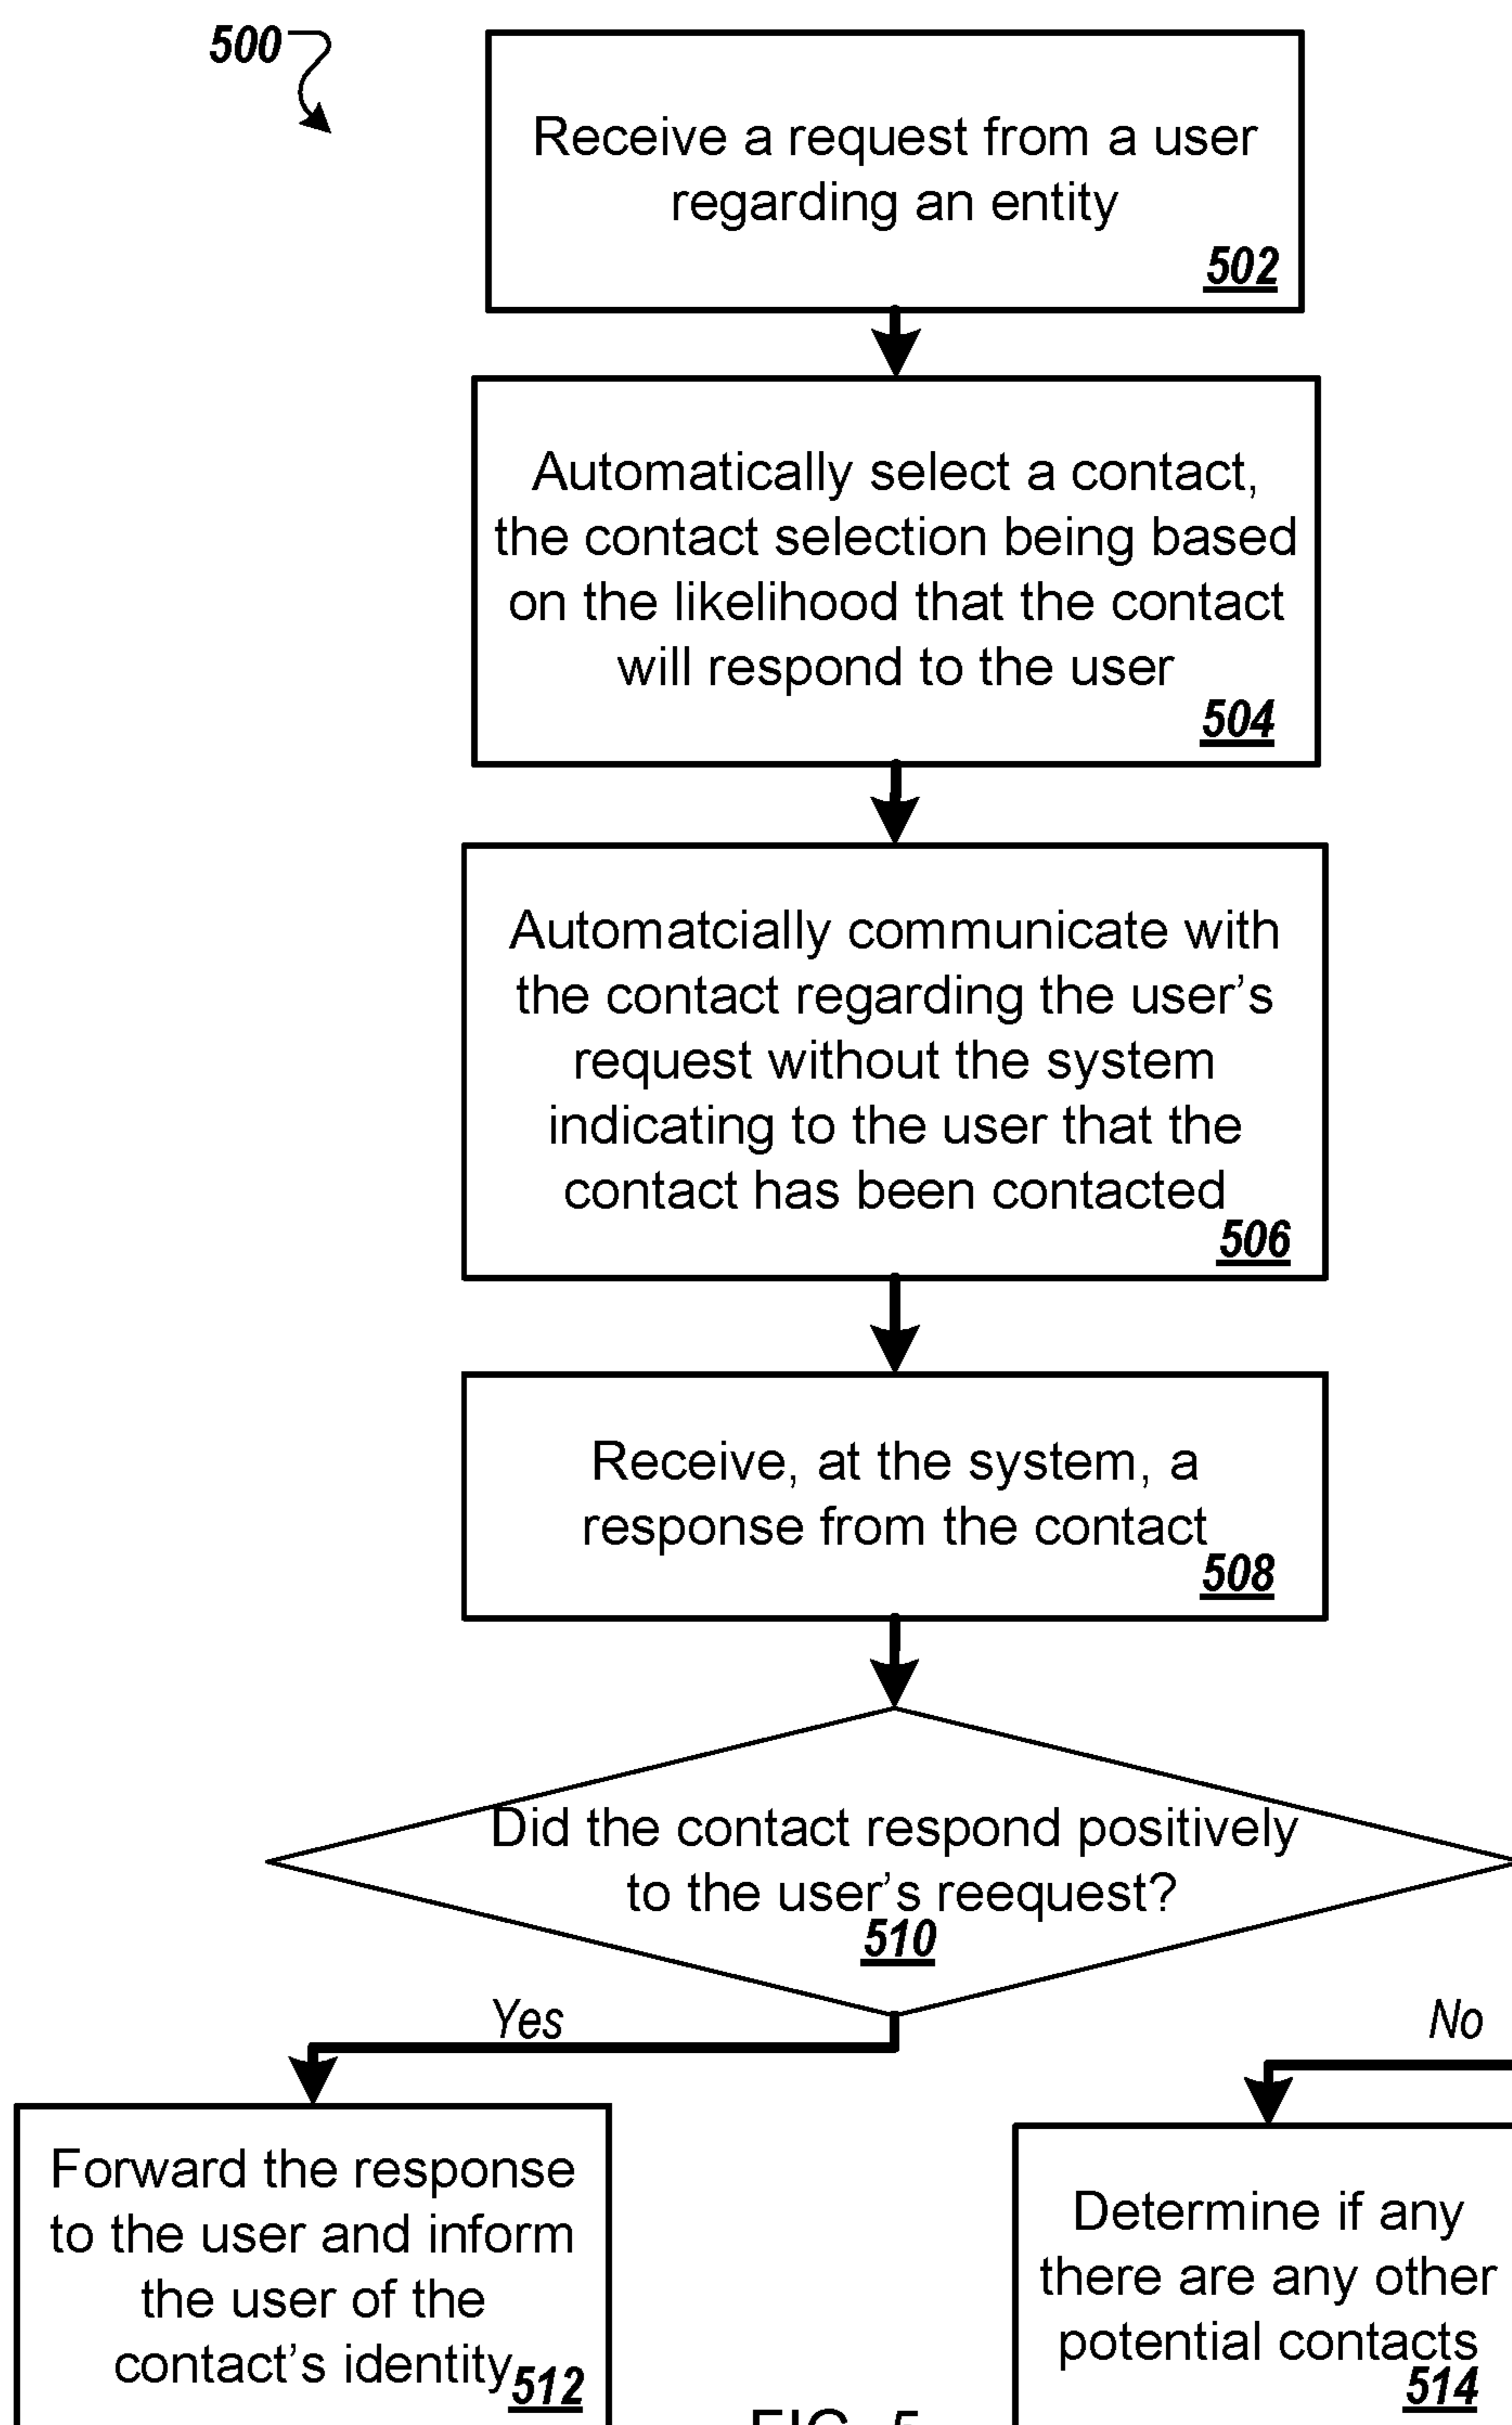 500
Receive a request from a user
regarding an entity
502
Automatically select a contact,
the contact selection being based
on the likelihood that the contact
will respond to the user
504
Automatcially communicate with
the contact regarding the user's
request without the system
indicating to the user that the
contact has been contacted
506
Receive, at the system, a
response from the contact
508
Did the contact respond positively
to the user's reequest?
510
Yes
No
Forward the response
to the user and inform
the user of the
contact's identity
512
Determine if any
there are any other
potential contacts
514
FIG. 5